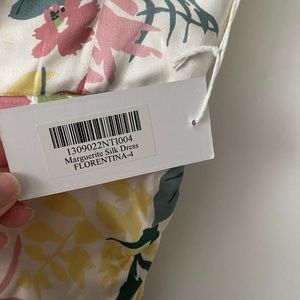 1309022NTI004
Marguerite Silk Dress
FLORENTINA-4